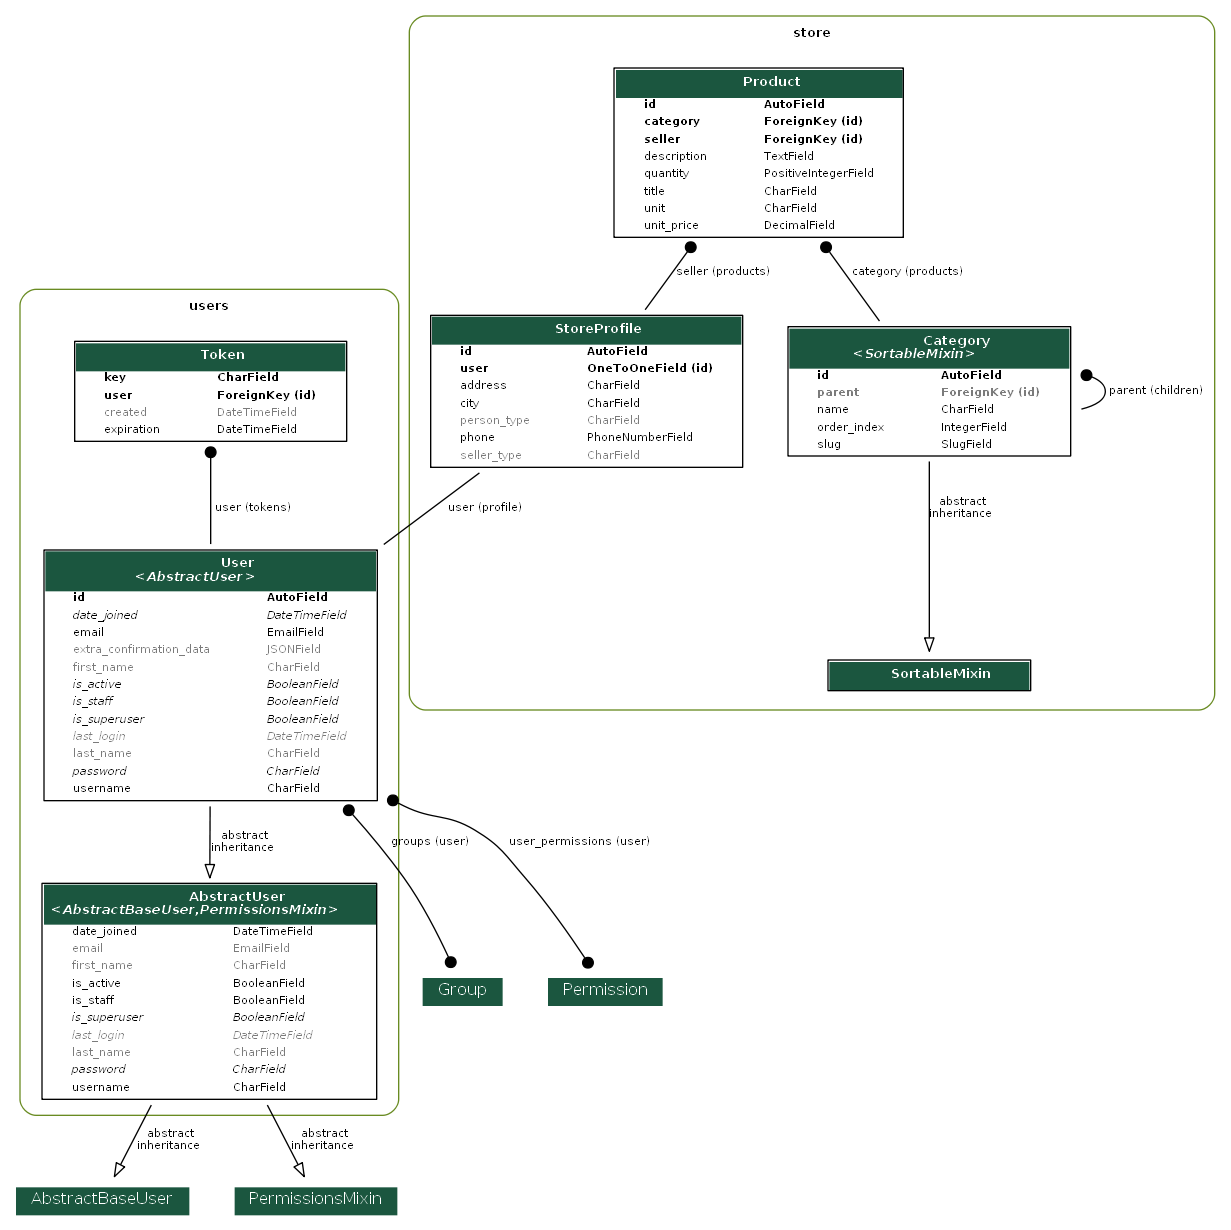 store
Product
id AutoField
category ForeignKey (id)
seller ForeignKey (id)
description TextField
quantity PositiveIntegerField
title CharField
unit CharField
unit_price DecimalField
seller (products)
category (products)
StoreProfile
id AutoField
user OneToOneField (id)
address CharField
city CharField
person_type CharField
phone PhoneNumberField
seller_type CharField
Category
<SortableMixin>
id AutoField
parent ForeignKey (id)
name CharField
order_index IntegerField
slug SlugField
parent (children)
user (profile)
abstract
inheritance
SortableMixin
users
Token
key CharField
user ForeignKey (id)
created DateTimeField
expiration DateTimeField
user (tokens)
User
<AbstractUser>
id AutoField
date_joined DateTimeField
email EmailField
extra_confirmation_data JSONField
first_name CharField
is_active BooleanField
is_staff BooleanField
is_superuser BooleanField
last_login DateTimeField
last_name CharField
password CharField
username CharField
abstract
inheritance
groups (user)
user_permissions (user)
AbstractUser
<AbstractBaseUser,PermissionsMixin>
date_joined DateTimeField
email EmailField
first_name CharField
is_active BooleanField
is_staff BooleanField
is_superuser BooleanField
last_login DateTimeField
last_name CharField
password CharField
username CharField
Group
Permission
abstract
inheritance
abstract
inheritance
AbstractBaseUser
PermissionsMixin